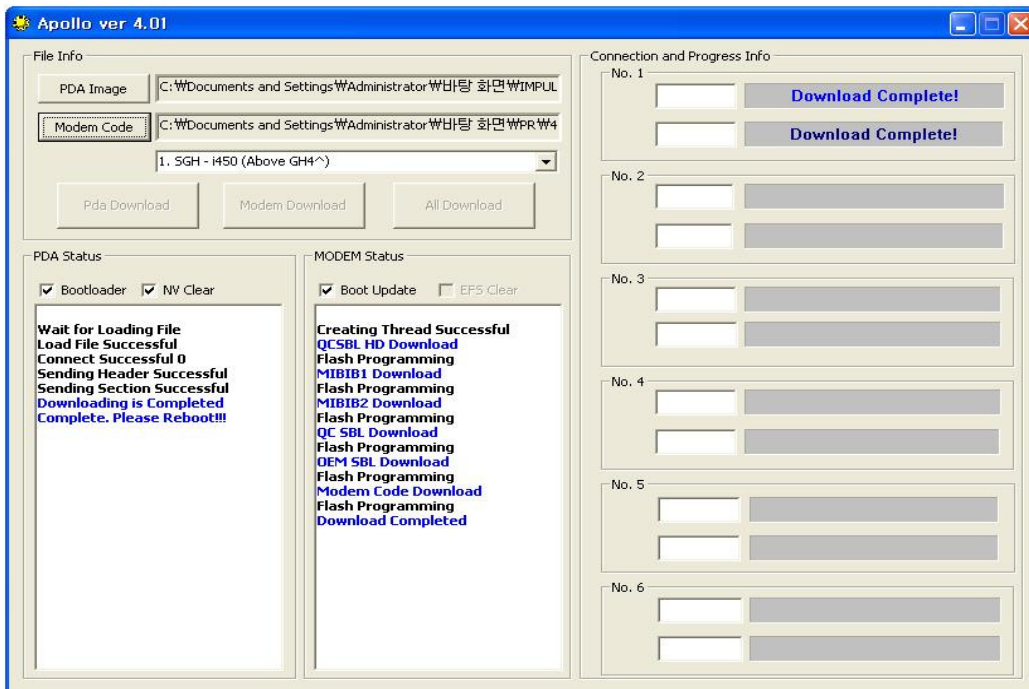 Apollo ver 4.01
File Info
PDA Image
C:₩Documents and Settings₩Administrator₩바탕 화면₩IMPUL
Modem Code
C:₩Documents and Settings₩Administrator₩바탕 화면₩PR₩4
1. SGH - i450 (Above GH4^)
Pda Download
Modem Download
All Download
PDA Status
Bootloader
NV Clear
Wait for Loading File
Load File Successful
Connect Successful 0
Sending Header Successful
Sending Section Successful
Downloading is Completed
Complete. Please Reboot!!!
MODEM Status
Boot Update
EFS Clear
Creating Thread Successful
QCSBL HD Download
Flash Programming
MIBIB1 Download
Flash Programming
MIBIB2 Download
Flash Programming
QC SBL Download
Flash Programming
OEM SBL Download
Flash Programming
Modem Code Download
Flash Programming
Download Completed
Connection and Progress Info
No. 1
Download Complete!
Download Complete!
No. 2
No. 3
No. 4
No. 5
No. 6